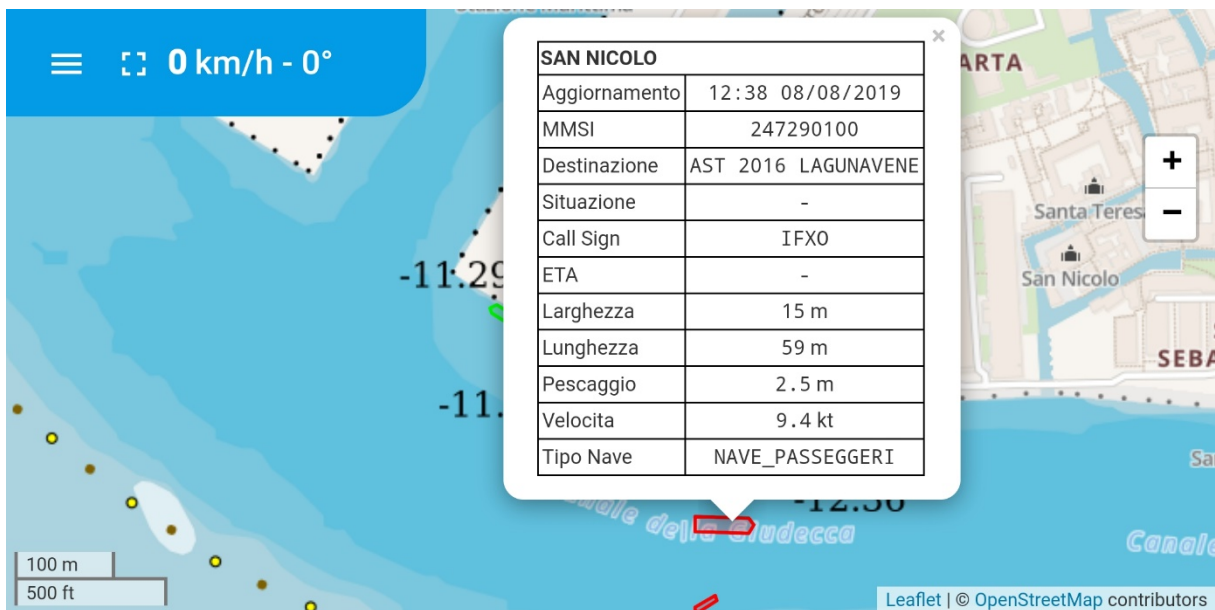 0 km/h - 0°
×
SAN NICOLO
Aggiornamento 12:38 08/08/2019
MMSI 247290100
Destinazione AST 2016 LAGUNAVENE
Situazione -
Call Sign IFXO
ETA -
Larghezza 15 m
Lunghezza 59 m
Pescaggio 2.5 m
Velocita 9.4 kt
Tipo Nave NAVE_PASSEGGERI
ARTA
+
−
Santa Teres
San Nicolo
SEBA
-11.29
-11.
Sa
-12.36
nale della Giudecca
Canale
100 m
500 ft
Leaflet | © OpenStreetMap contributors